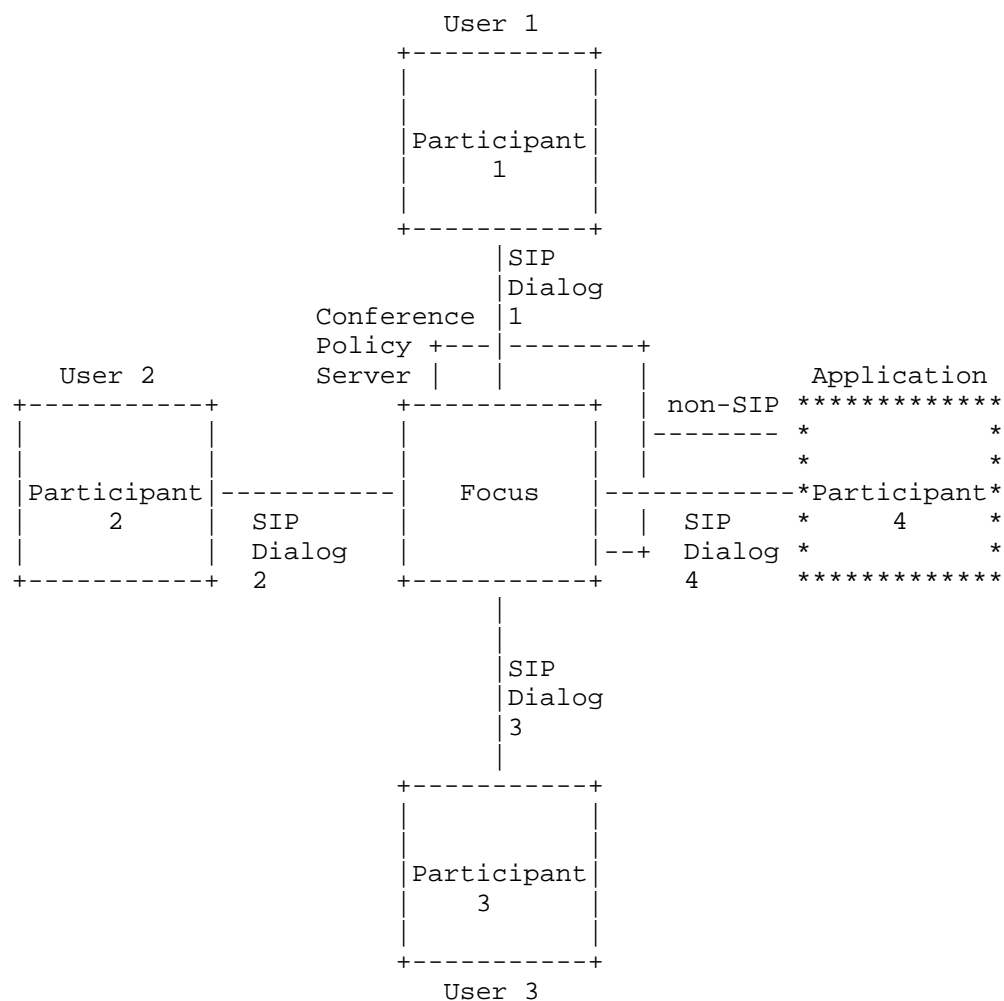 User 1
Participant
1
SIP
Dialog
1
Conference
Policy
Server
User 2
Participant
2
SIP
Dialog
2
Focus
non-SIP
Application
Participant
4
SIP
Dialog
4
SIP
Dialog
3
Participant
3
User 3